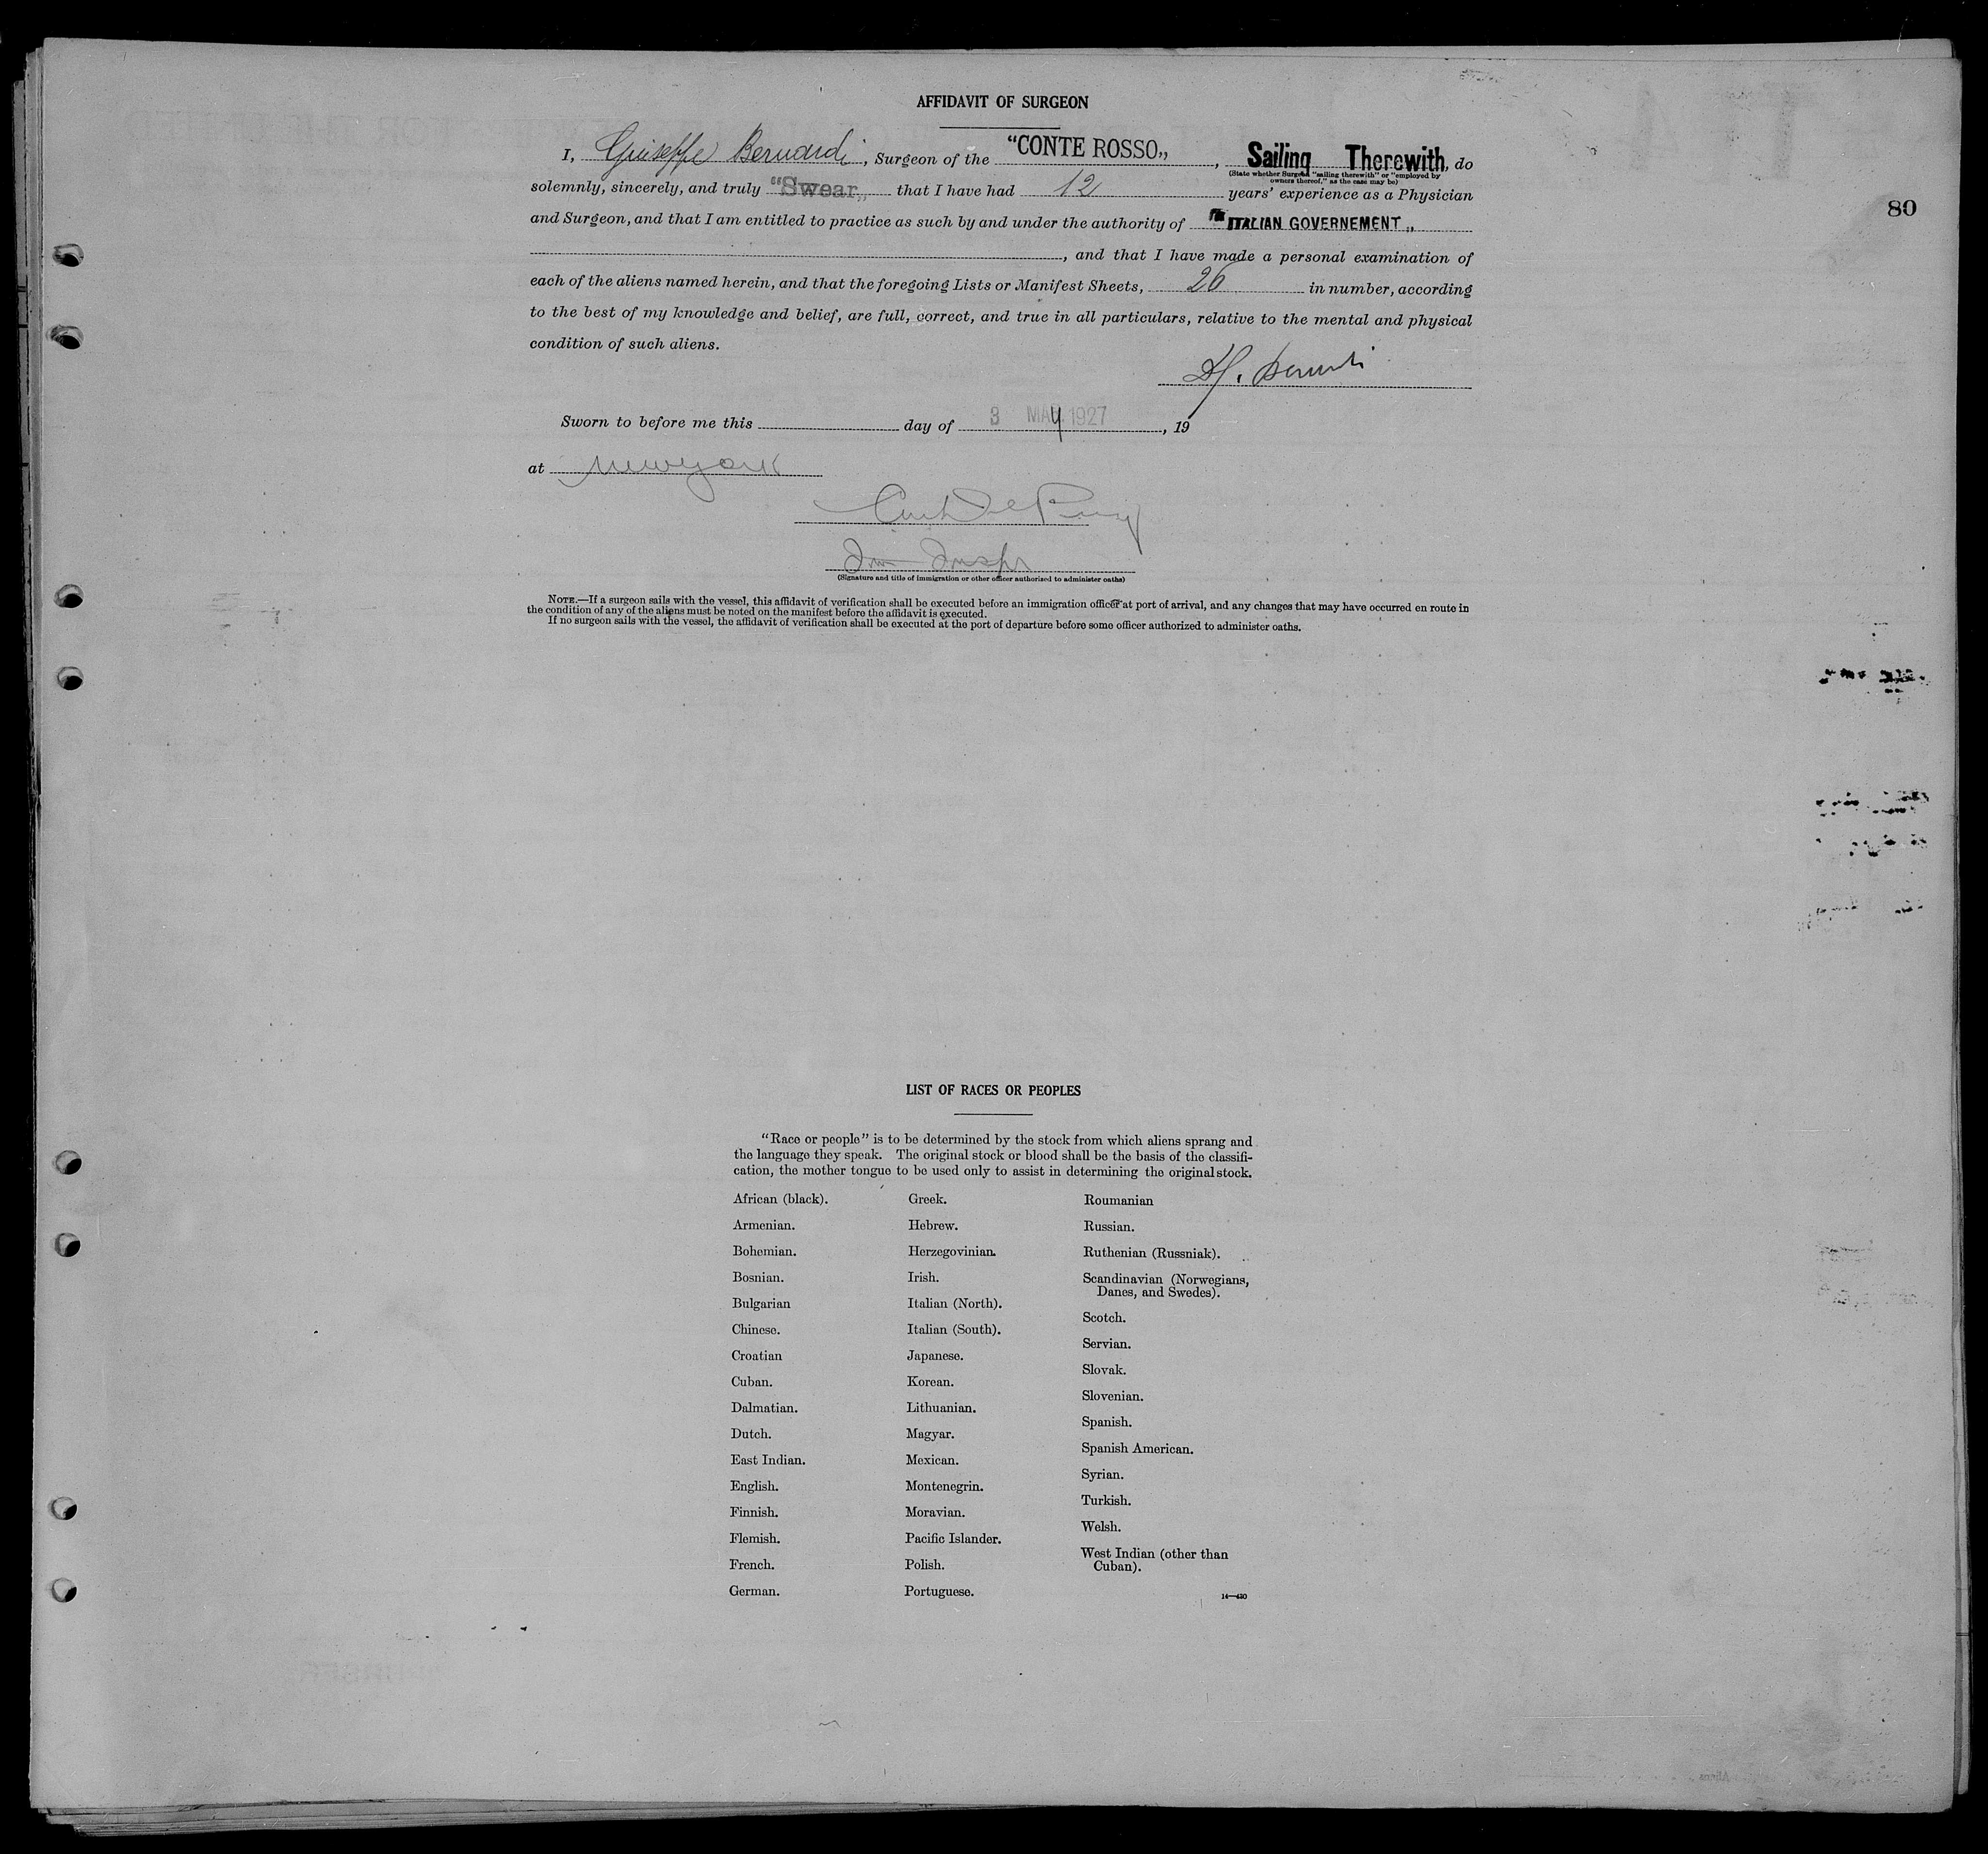 AFFIDAVIT OF SURGEON
I, Giuseppe Bernardi, Surgeon of the "CONTE ROSSO„, Sailing Therewith, do
(State whether Surgeon "sailing therewith" or "employed by
owners thereof," as the case may be)
solemnly, sincerely, and truly "Swear„ that I have had 12 years' experience as a Physician
80
and Surgeon, and that I am entitled to practice as such by and under the authority of ITALIAN GOVERNEMENT„
, and that I have made a personal examination of
each of the aliens named herein, and that the foregoing Lists or Manifest Sheets, 26 in number, according
to the best of my knowledge and belief, are full, correct, and true in all particulars, relative to the mental and physical
condition of such aliens.
Sworn to before me this day of 3 MA 1927, 19
at New York
(Signature and title of immigration or other officer authorized to administer oaths)
NOTE.—If a surgeon sails with the vessel, this affidavit of verification shall be executed before an immigration officer at port of arrival, and any changes that may have occurred en route in
the condition of any of the aliens must be noted on the manifest before the affidavit is executed.
If no surgeon sails with the vessel, the affidavit of verification shall be executed at the port of departure before some officer authorized to administer oaths.
LIST OF RACES OR PEOPLES
"Race or people" is to be determined by the stock from which aliens sprang and
the language they speak. The original stock or blood shall be the basis of the classifi-
cation, the mother tongue to be used only to assist in determining the original stock.
African (black).
Armenian.
Bohemian.
Bosnian.
Bulgarian
Chinese.
Croatian
Cuban.
Dalmatian.
Dutch.
East Indian.
English.
Finnish.
Flemish.
French.
German.
Greek.
Hebrew.
Herzegovinian.
Irish.
Italian (North).
Italian (South).
Japanese.
Korean.
Lithuanian.
Magyar.
Mexican.
Montenegrin.
Moravian.
Pacific Islander.
Polish.
Portuguese.
Roumanian
Russian.
Ruthenian (Russniak).
Scandinavian (Norwegians,
Danes, and Swedes).
Scotch.
Servian.
Slovak.
Slovenian.
Spanish.
Spanish American.
Syrian.
Turkish.
Welsh.
West Indian (other than
Cuban).
14—430